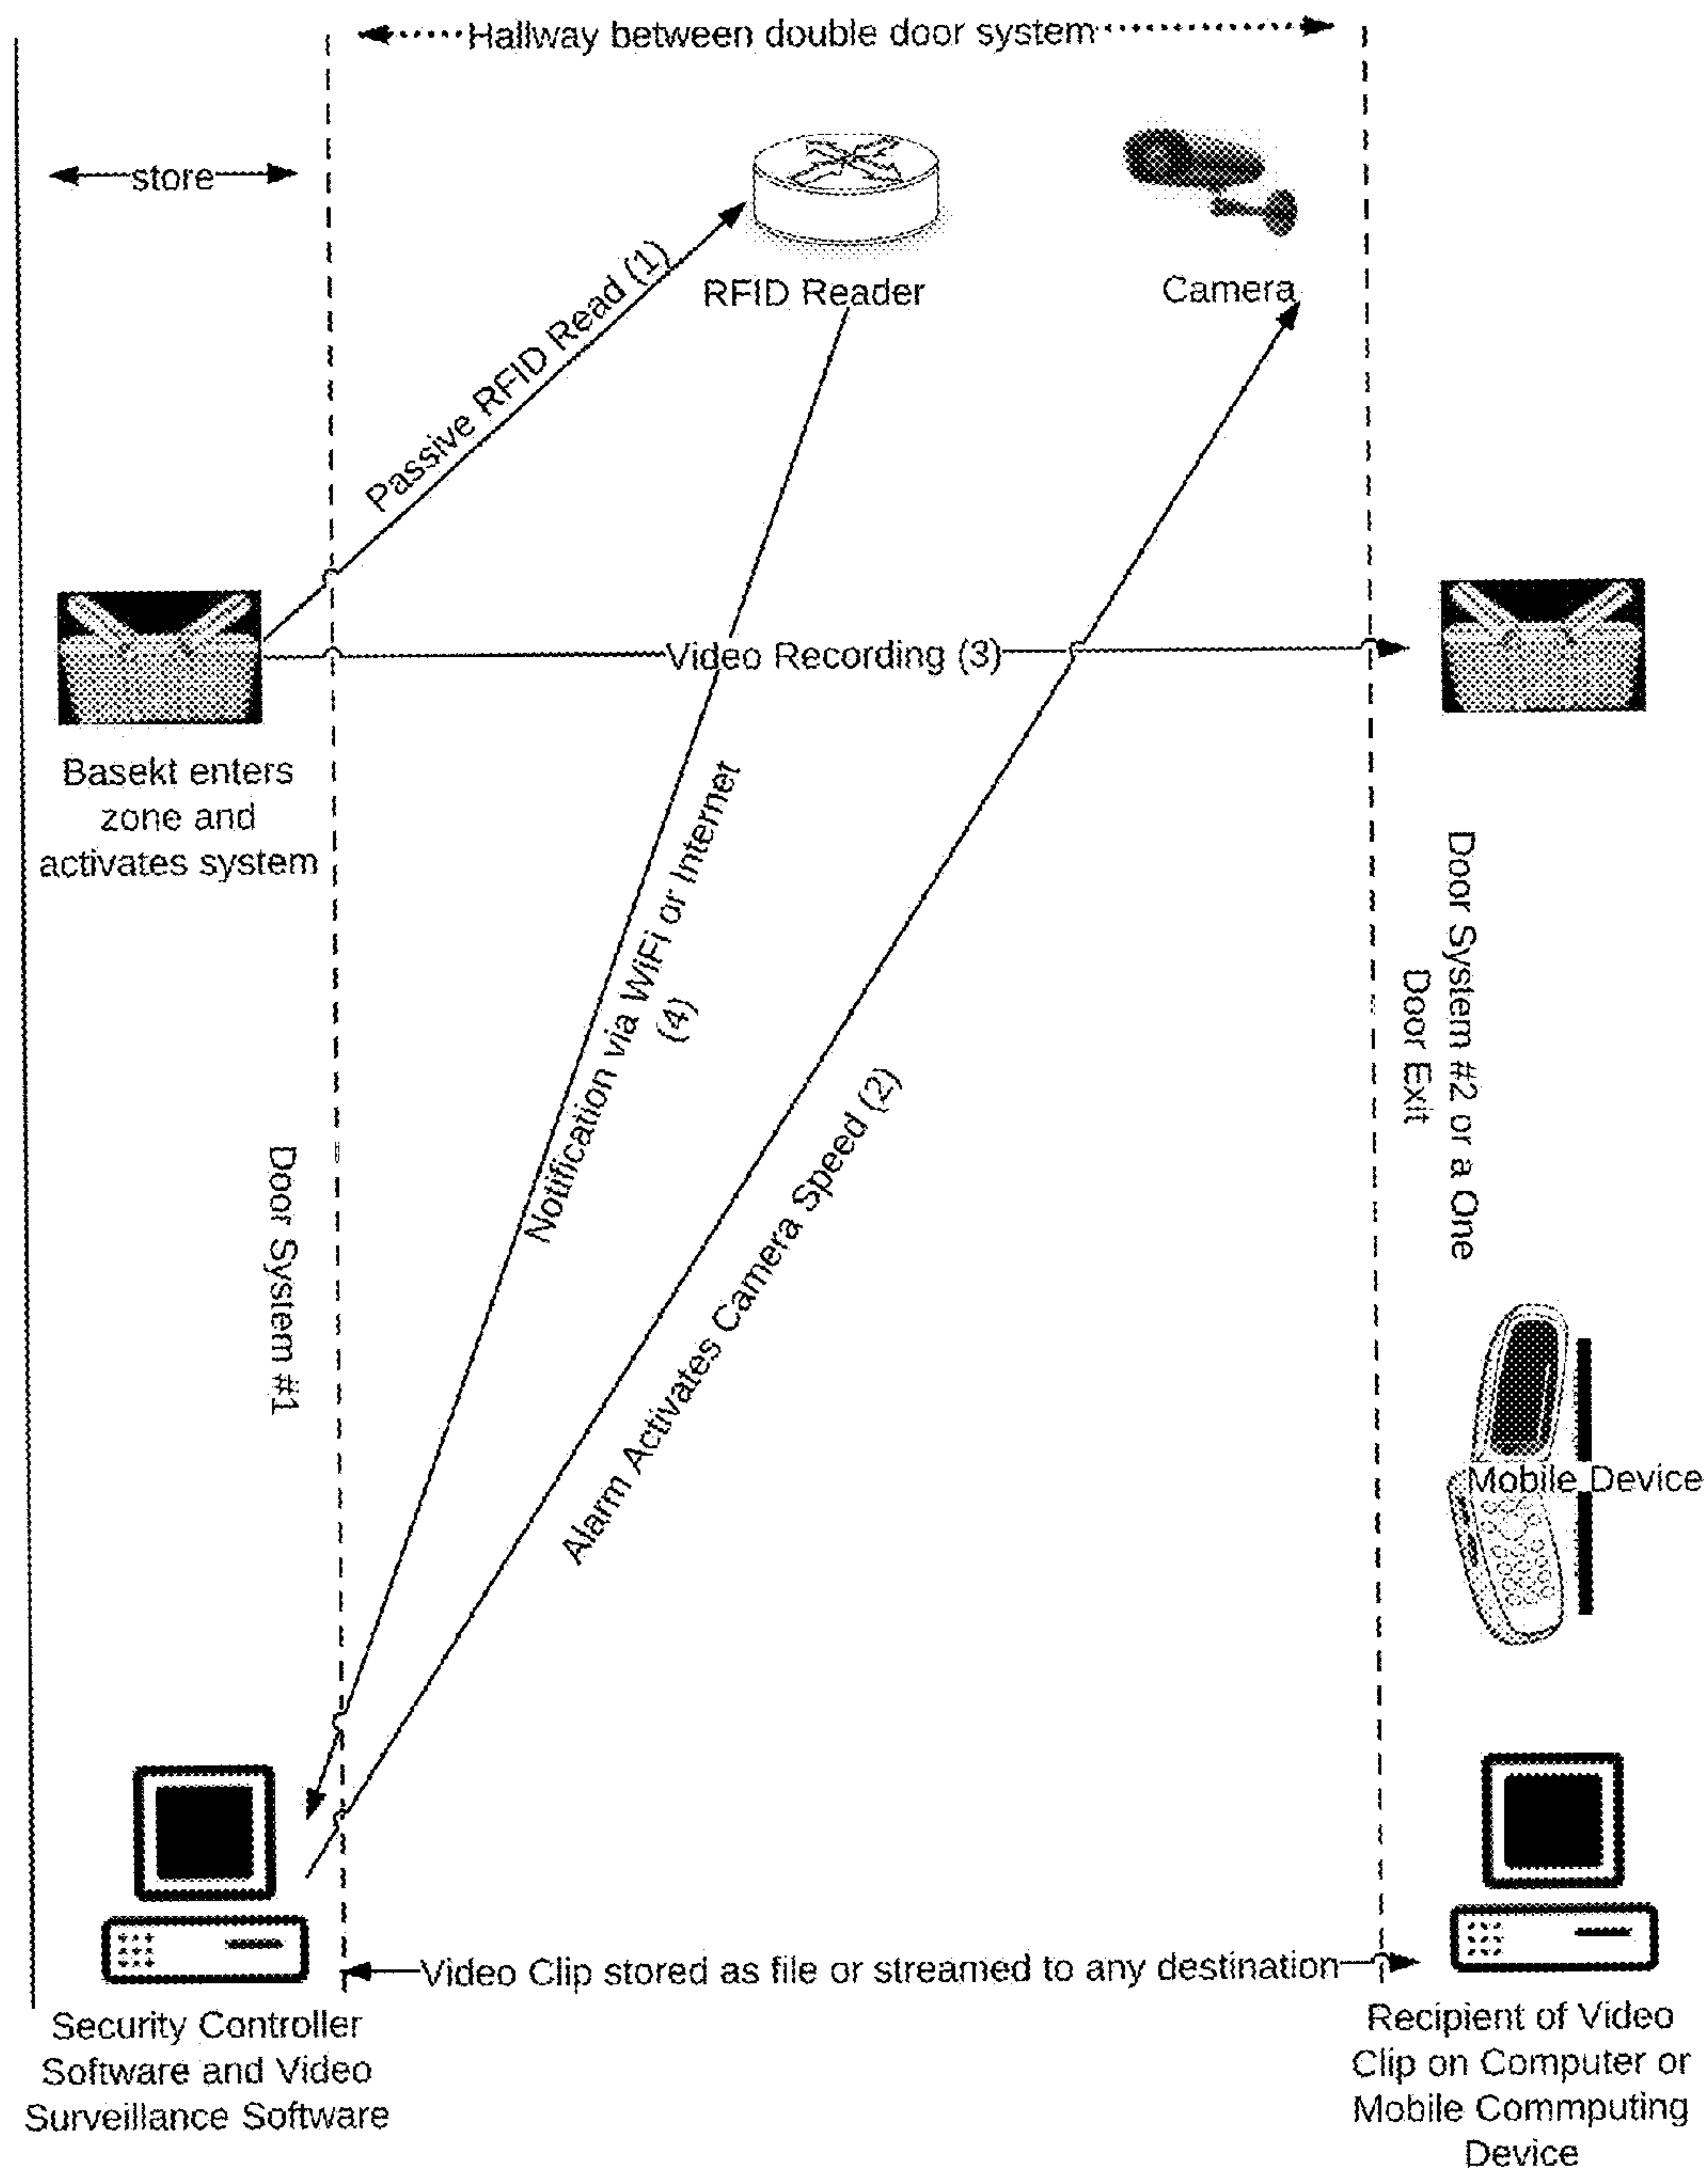 Hallway between double door system
store
RFID Reader
Camera
Passive RFID Read (1)
Video Recording (3)
Basekt enters
zone and
activates system
Notification via WiFi or Internet
(4)
Alarm Activates Camera Speed (2)
Door System #1
Door System #2 or a One
Door Exit
Mobile Device
Video Clip stored as file or streamed to any destination
Security Controller
Software and Video
Surveillance Software
Recipient of Video
Clip on Computer or
Mobile Commputing
Device